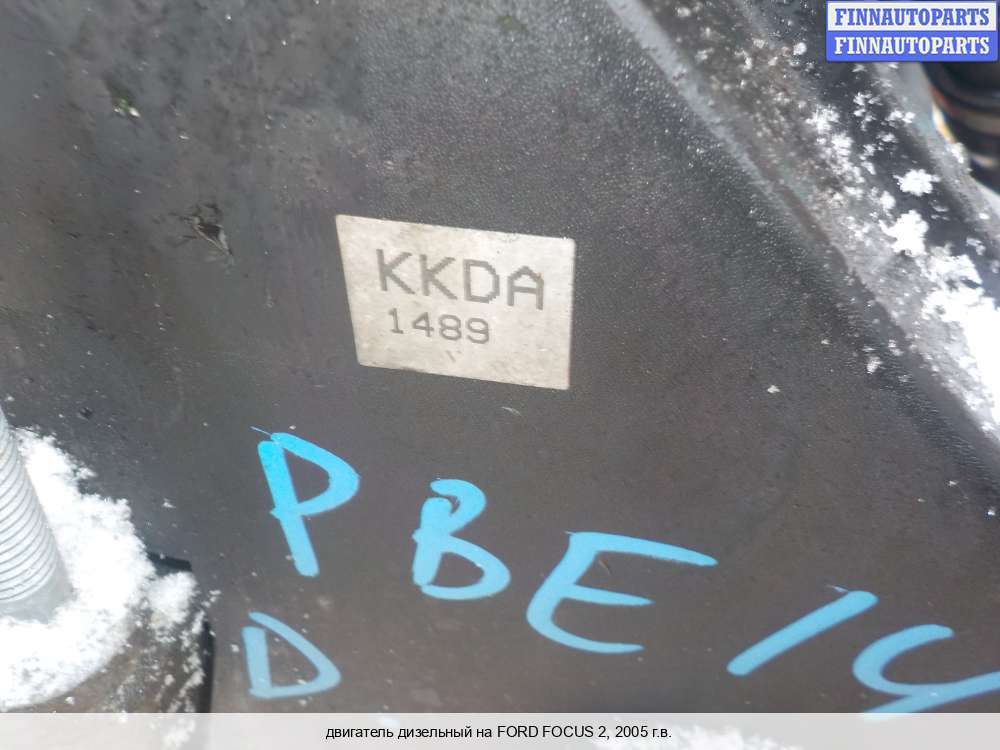 FINNAUTOPARTS
FINNAUTOPARTS
KKDA
1489
PBE14
D
двигатель дизельный на FORD FOCUS 2, 2005 г.в.